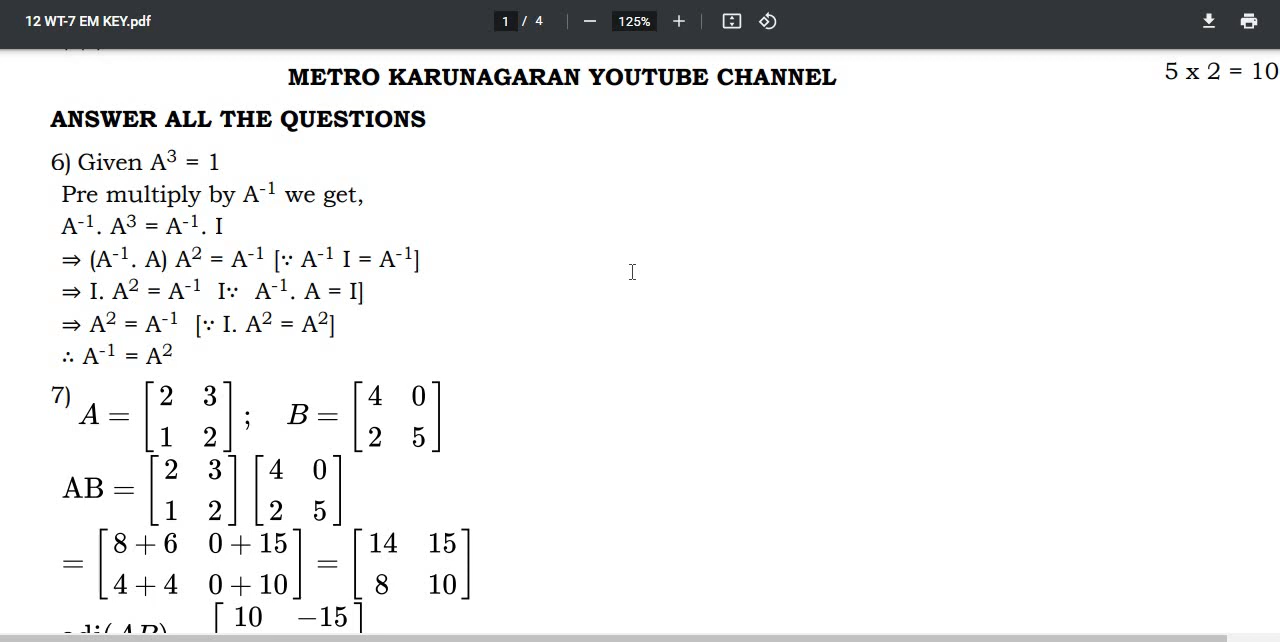 12 WT-7 EM KEY.pdf
1 / 4
125%
METRO KARUNAGARAN YOUTUBE CHANNEL
5 x 2 = 10
ANSWER ALL THE QUESTIONS
6) Given A³ = 1
Pre multiply by A⁻¹ we get,
A⁻¹. A³ = A⁻¹. I
⇒ (A⁻¹. A) A² = A⁻¹ [∵ A⁻¹ I = A⁻¹]
⇒ I. A² = A⁻¹ I∵ A⁻¹. A = I]
⇒ A² = A⁻¹ [∵ I. A² = A²]
∴ A⁻¹ = A²
7) A = [2 3; 1 2] ; B = [4 0; 2 5]
AB = [2 3; 1 2] [4 0; 2 5]
= [8 + 6 0 + 15; 4 + 4 0 + 10] = [14 15; 8 10]
10 −15